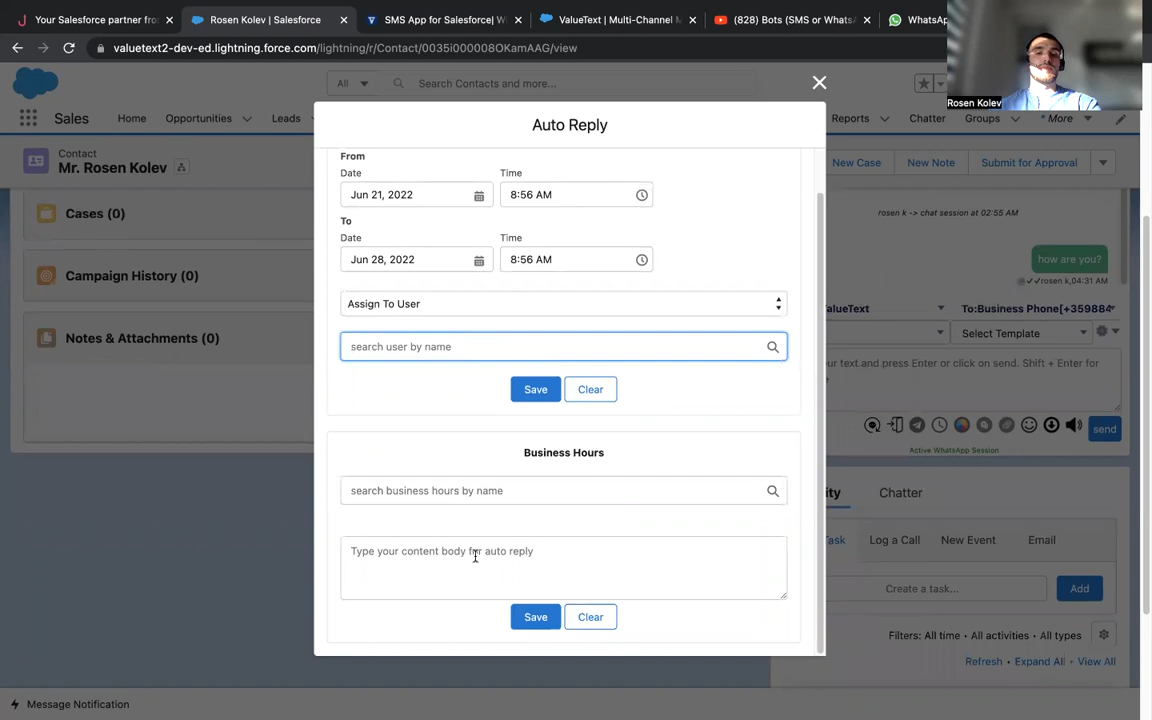 Your Salesforce partner fro
Rosen Kolev | Salesforce
SMS App for Salesforce| W
ValueText | Multi-Channel M
(828) Bots (SMS or Whats
WhatsApp
valuetext2-dev-ed.lightning.force.com/lightning/r/Contact/0035i000008OKamAAG/view
All
Search Contacts and more...
Rosen Kolev
Sales
Home
Opportunities
Leads
Reports
Chatter
Groups
* More
Contact
Mr. Rosen Kolev
New Case
New Note
Submit for Approval
Cases (0)
Campaign History (0)
Notes & Attachments (0)
Auto Reply
From
Date
Time
Jun 21, 2022
8:56 AM
To
Date
Time
Jun 28, 2022
8:56 AM
Assign To User
search user by name
Save
Clear
Business Hours
search business hours by name
Type your content body for auto reply
Save
Clear
rosen k -> chat session at 02:55 AM
how are you?
✓✓rosen k,04:31 AM
ValueText
To:Business Phone[+359884
Select Template
your text and press Enter or click on send. Shift + Enter for
send
Active WhatsApp Session
Chatter
Task
Log a Call
New Event
Email
Create a task...
Add
Filters: All time • All activities • All types
Refresh • Expand All • View All
Message Notification